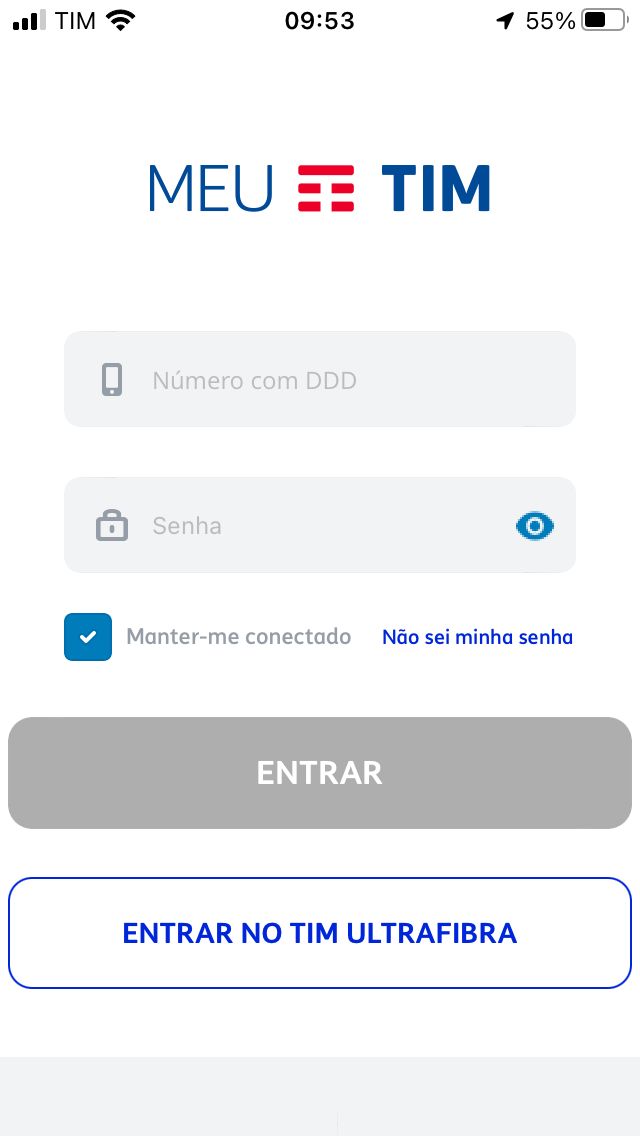 TIM 09:53 55%
MEU TIM
Número com DDD
Senha
Manter-me conectado Não sei minha senha
ENTRAR
ENTRAR NO TIM ULTRAFIBRA